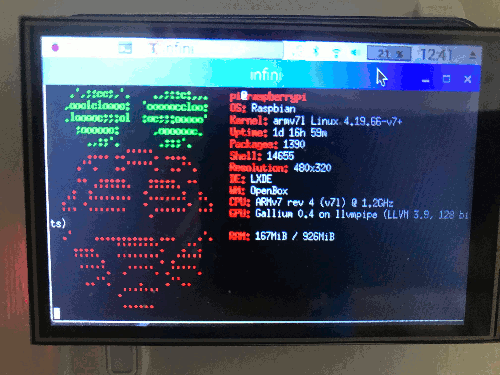 infini
21 %
12:41
infini
pi@raspberrypi
OS: Raspbian
Kernel: armv7l Linux 4.19.66-v7+
Uptime: 1d 16h 59m
Packages: 1390
Shell: 14655
Resolution: 480x320
DE: LXDE
WM: OpenBox
CPU: ARMv7 rev 4 (v7l) @ 1.2GHz
GPU: Gallium 0.4 on llvmpipe (LLVM 3.9, 128 bi
ts)
RAM: 167MiB / 926MiB